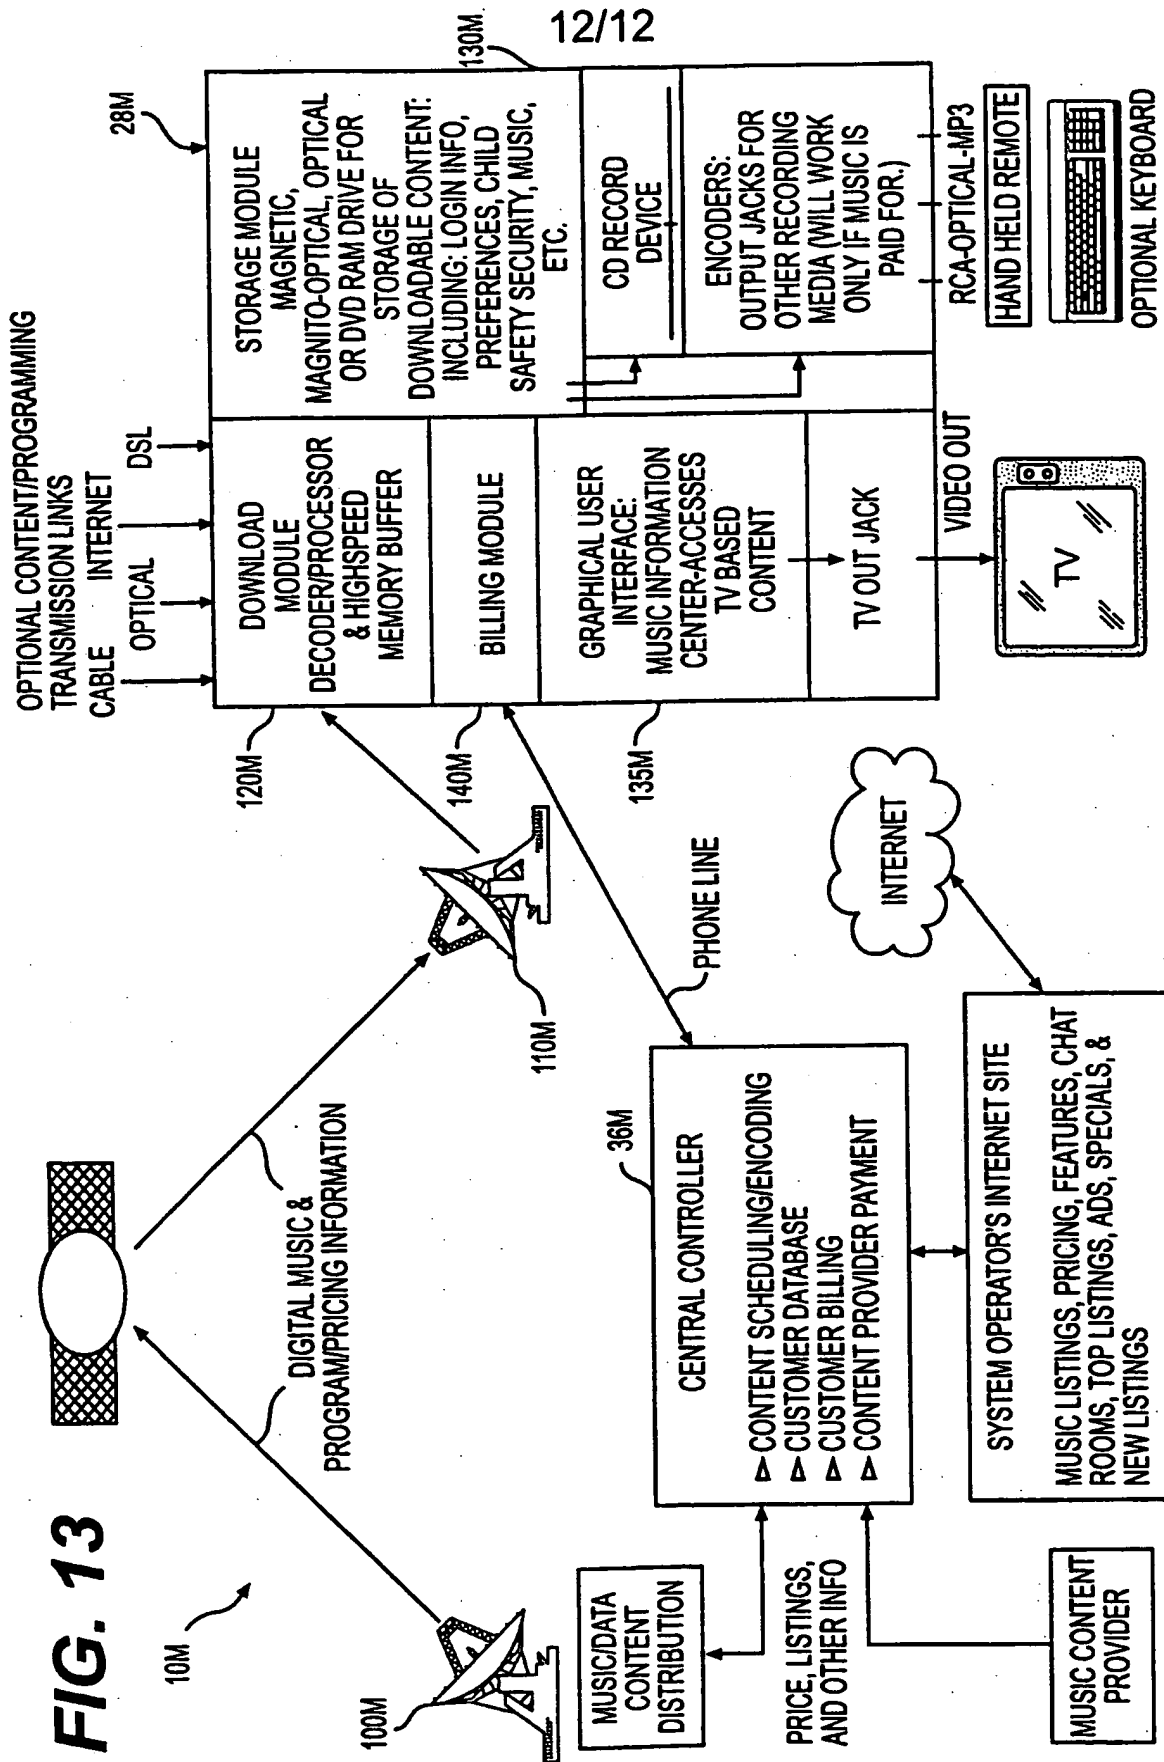 12/12
FIG. 13
10M
100M
DIGITAL MUSIC &
PROGRAM/PRICING INFORMATION
110M
OPTIONAL CONTENT/PROGRAMMING
TRANSMISSION LINKS
CABLE
INTERNET
OPTICAL
DSL
28M
120M
DOWNLOAD
MODULE
DECODER/PROCESSOR
& HIGHSPEED
MEMORY BUFFER
140M
BILLING MODULE
135M
GRAPHICAL USER
INTERFACE:
MUSIC INFORMATION
CENTER-ACCESSES
TV BASED
CONTENT
TV OUT JACK
VIDEO OUT
TV
130M
STORAGE MODULE
MAGNETIC,
MAGNITO-OPTICAL, OPTICAL
OR DVD RAM DRIVE FOR
STORAGE OF
DOWNLOADABLE CONTENT:
INCLUDING: LOGIN INFO,
PREFERENCES, CHILD
SAFETY SECURITY, MUSIC,
ETC.
CD RECORD
DEVICE
ENCODERS:
OUTPUT JACKS FOR
OTHER RECORDING
MEDIA (WILL WORK
ONLY IF MUSIC IS
PAID FOR.)
RCA-OPTICAL-MP3
HAND HELD REMOTE
OPTIONAL KEYBOARD
PHONE LINE
36M
CENTRAL CONTROLLER
CONTENT SCHEDULING/ENCODING
CUSTOMER DATABASE
CUSTOMER BILLING
CONTENT PROVIDER PAYMENT
MUSIC/DATA
CONTENT
DISTRIBUTION
PRICE, LISTINGS,
AND OTHER INFO
MUSIC CONTENT
PROVIDER
SYSTEM OPERATOR'S INTERNET SITE
MUSIC LISTINGS, PRICING, FEATURES, CHAT
ROOMS, TOP LISTINGS, ADS, SPECIALS, &
NEW LISTINGS
INTERNET